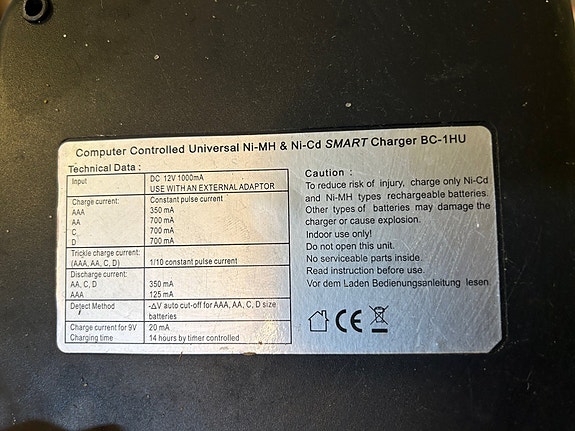 Computer Controlled Universal Ni-MH & Ni-Cd SMART Charger BC-1HU
Technical Data :
Input DC 12V 1000mA
USE WITH AN EXTERNAL ADAPTOR
Charge current: Constant pulse current
AAA 350 mA
AA 700 mA
C 700 mA
D 700 mA
Trickle charge current:
(AAA, AA, C, D) 1/10 constant pulse current
Discharge current:
AA, C, D 350 mA
AAA 125 mA
Detect Method -ΔV auto cut-off for AAA, AA, C, D size
batteries
Charge current for 9V 20 mA
Charging time 14 hours by timer controlled
Caution :
To reduce risk of injury, charge only Ni-Cd
and Ni-MH types rechargeable batteries.
Other types of batteries may damage the
charger or cause explosion.
Indoor use only!
Do not open this unit.
No serviceable parts inside.
Read instruction before use.
Vor dem Laden Bedienungsanleitung lesen
CE